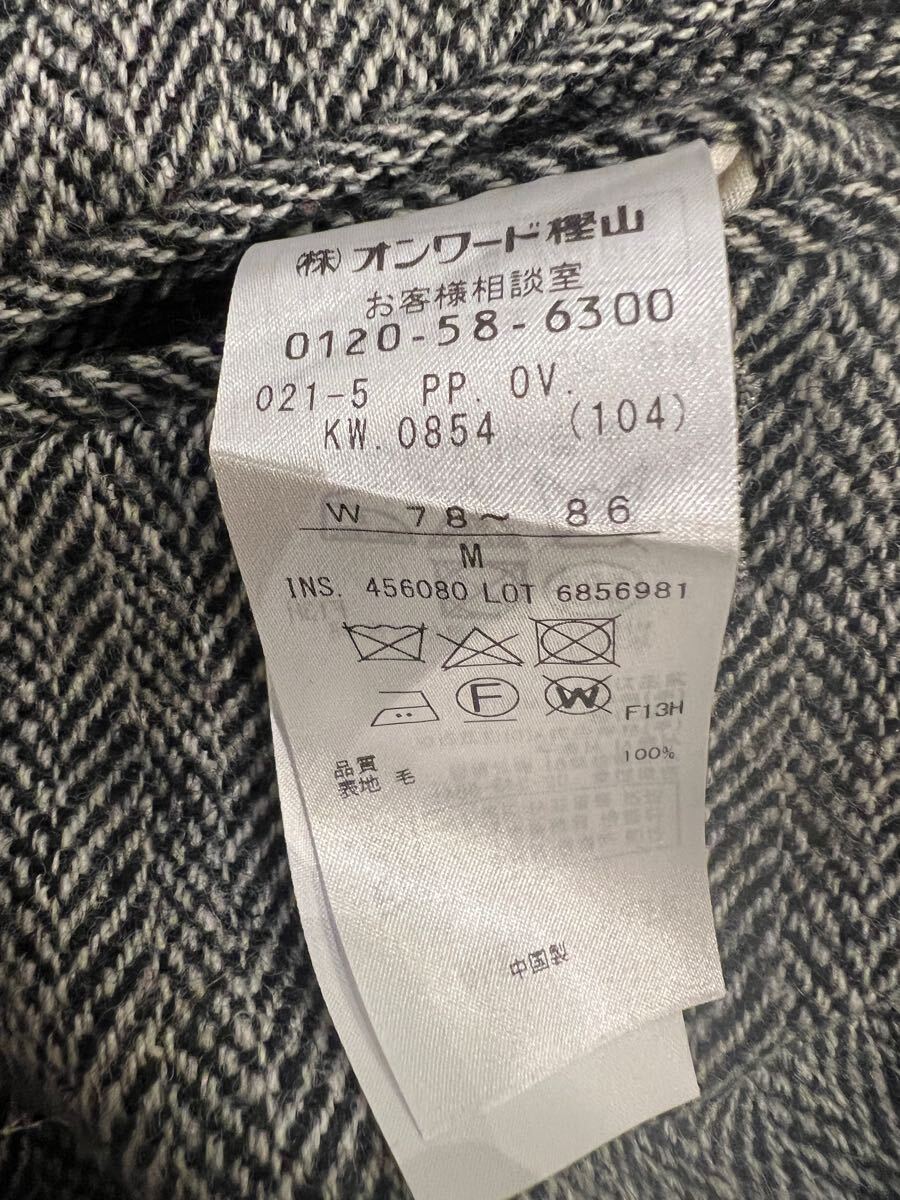 (株)オンワード樫山
お客様相談室
0120-58-6300
021-5 PP. OV.
KW. 0854 (104)
W 78~ 86
M
INS. 456080 LOT 6856981
F W F13H
品質
表地 毛 100%
中国製